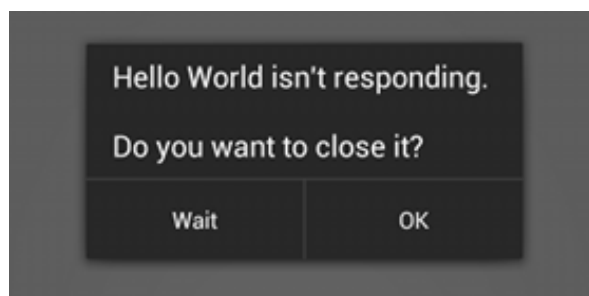 Hello World isn't responding.
Do you want to close it?
Wait
OK